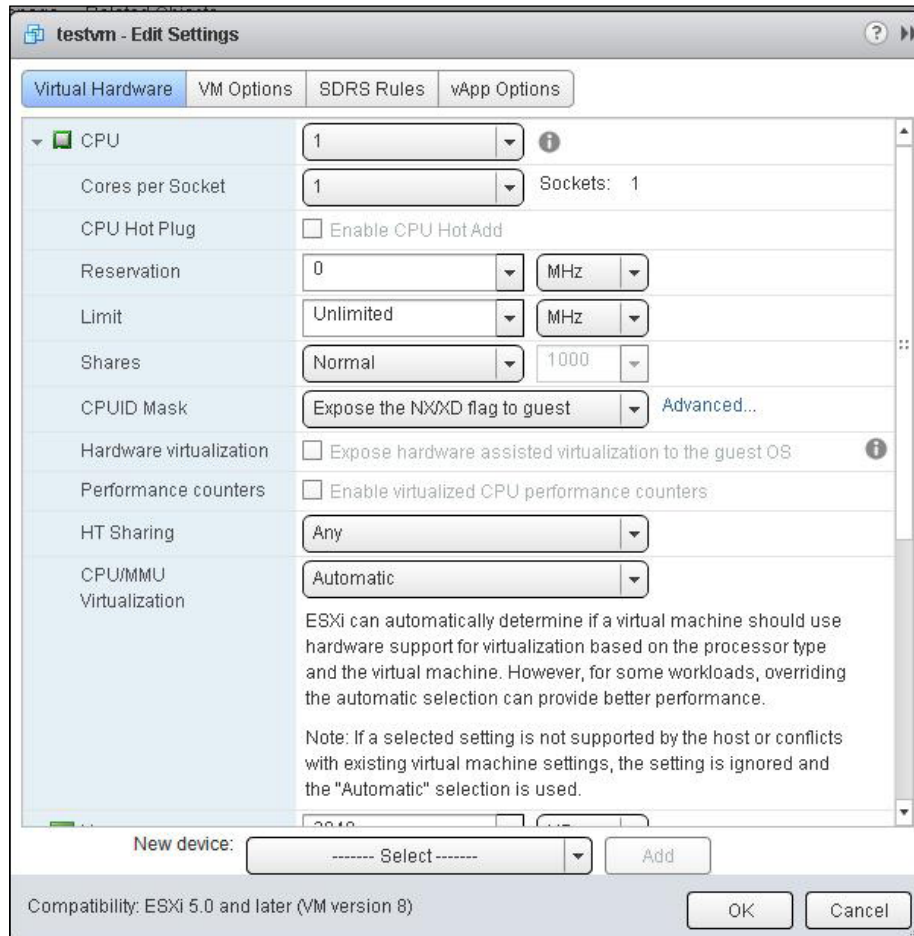 testvm - Edit Settings
Virtual Hardware VM Options SDRS Rules vApp Options
CPU 1
Cores per Socket 1 Sockets: 1
CPU Hot Plug Enable CPU Hot Add
Reservation 0 MHz
Limit Unlimited MHz
Shares Normal 1000
CPUID Mask Expose the NX/XD flag to guest Advanced...
Hardware virtualization Expose hardware assisted virtualization to the guest OS
Performance counters Enable virtualized CPU performance counters
HT Sharing Any
CPU/MMU Virtualization Automatic
ESXi can automatically determine if a virtual machine should use
hardware support for virtualization based on the processor type
and the virtual machine. However, for some workloads, overriding
the automatic selection can provide better performance.
Note: If a selected setting is not supported by the host or conflicts
with existing virtual machine settings, the setting is ignored and
the "Automatic" selection is used.
New device: ------- Select ------- Add
Compatibility: ESXi 5.0 and later (VM version 8) OK Cancel